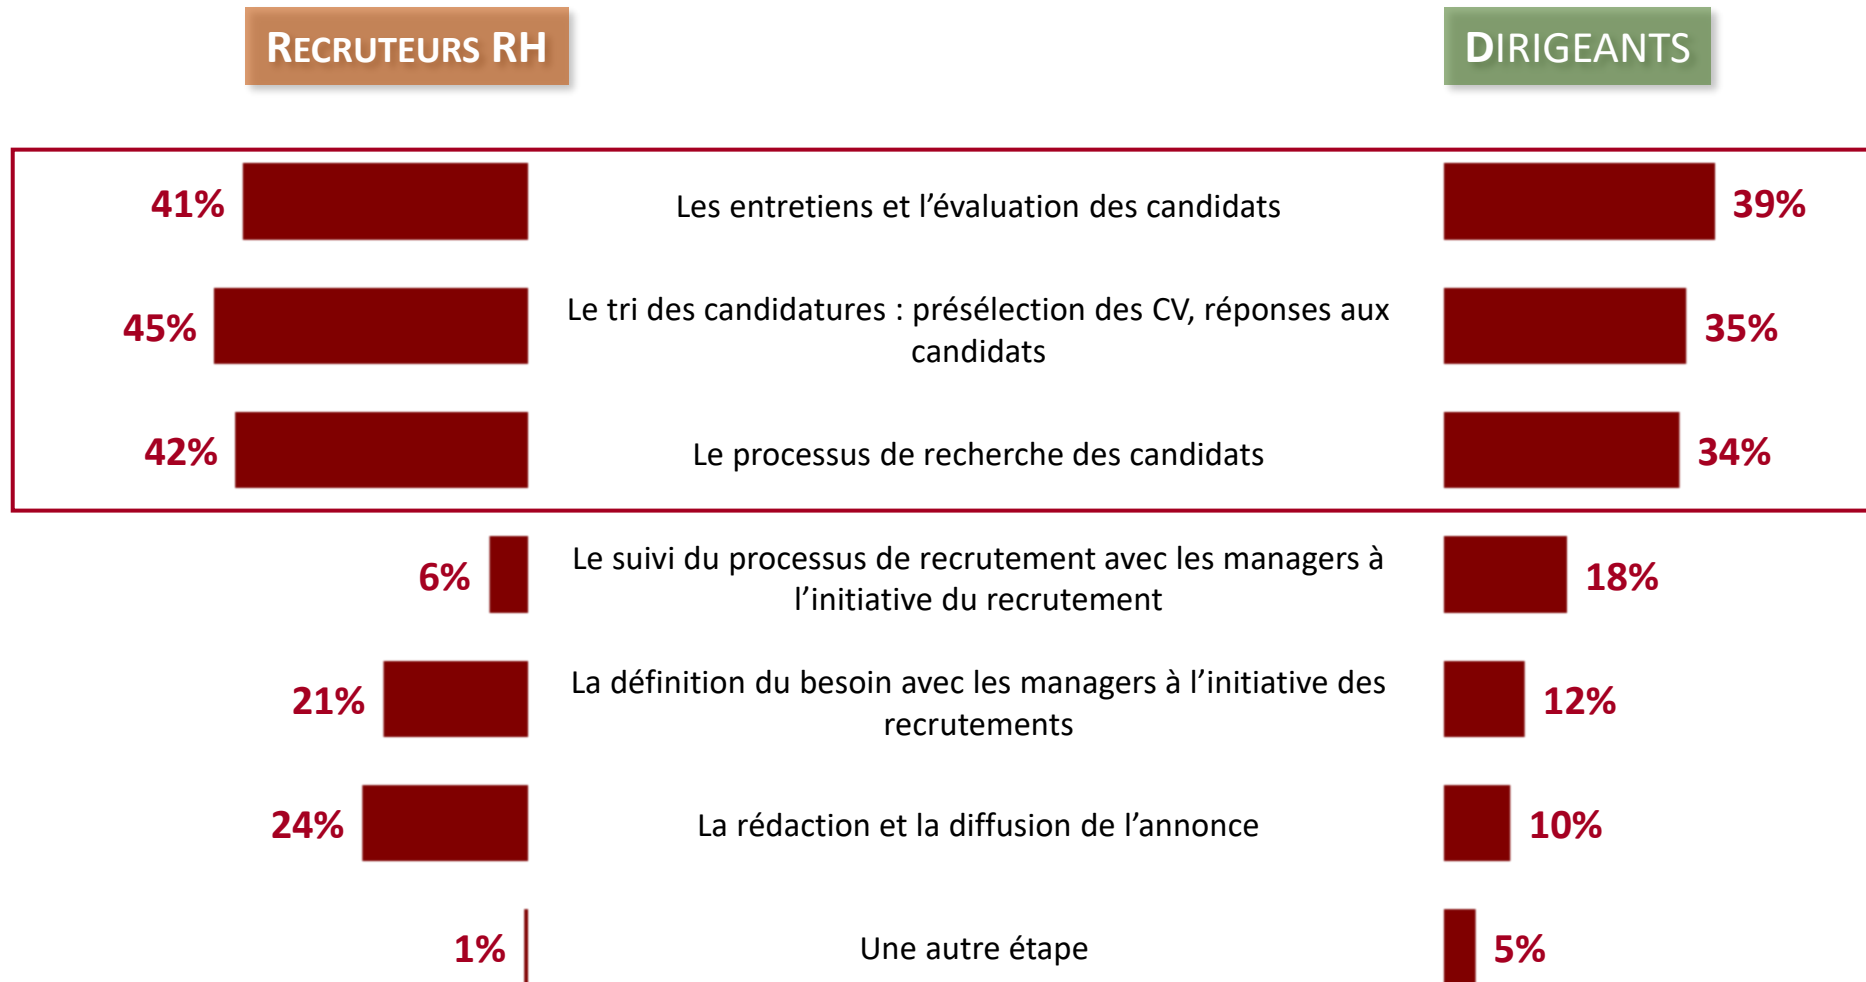 RECRUTEURS RH
DIRIGEANTS
41%
Les entretiens et l’évaluation des candidats
39%
45%
Le tri des candidatures : présélection des CV, réponses aux
candidats
35%
42%
Le processus de recherche des candidats
34%
6%
Le suivi du processus de recrutement avec les managers à
l’initiative du recrutement
18%
21%
La définition du besoin avec les managers à l’initiative des
recrutements
12%
24%
La rédaction et la diffusion de l’annonce
10%
1%
Une autre étape
5%